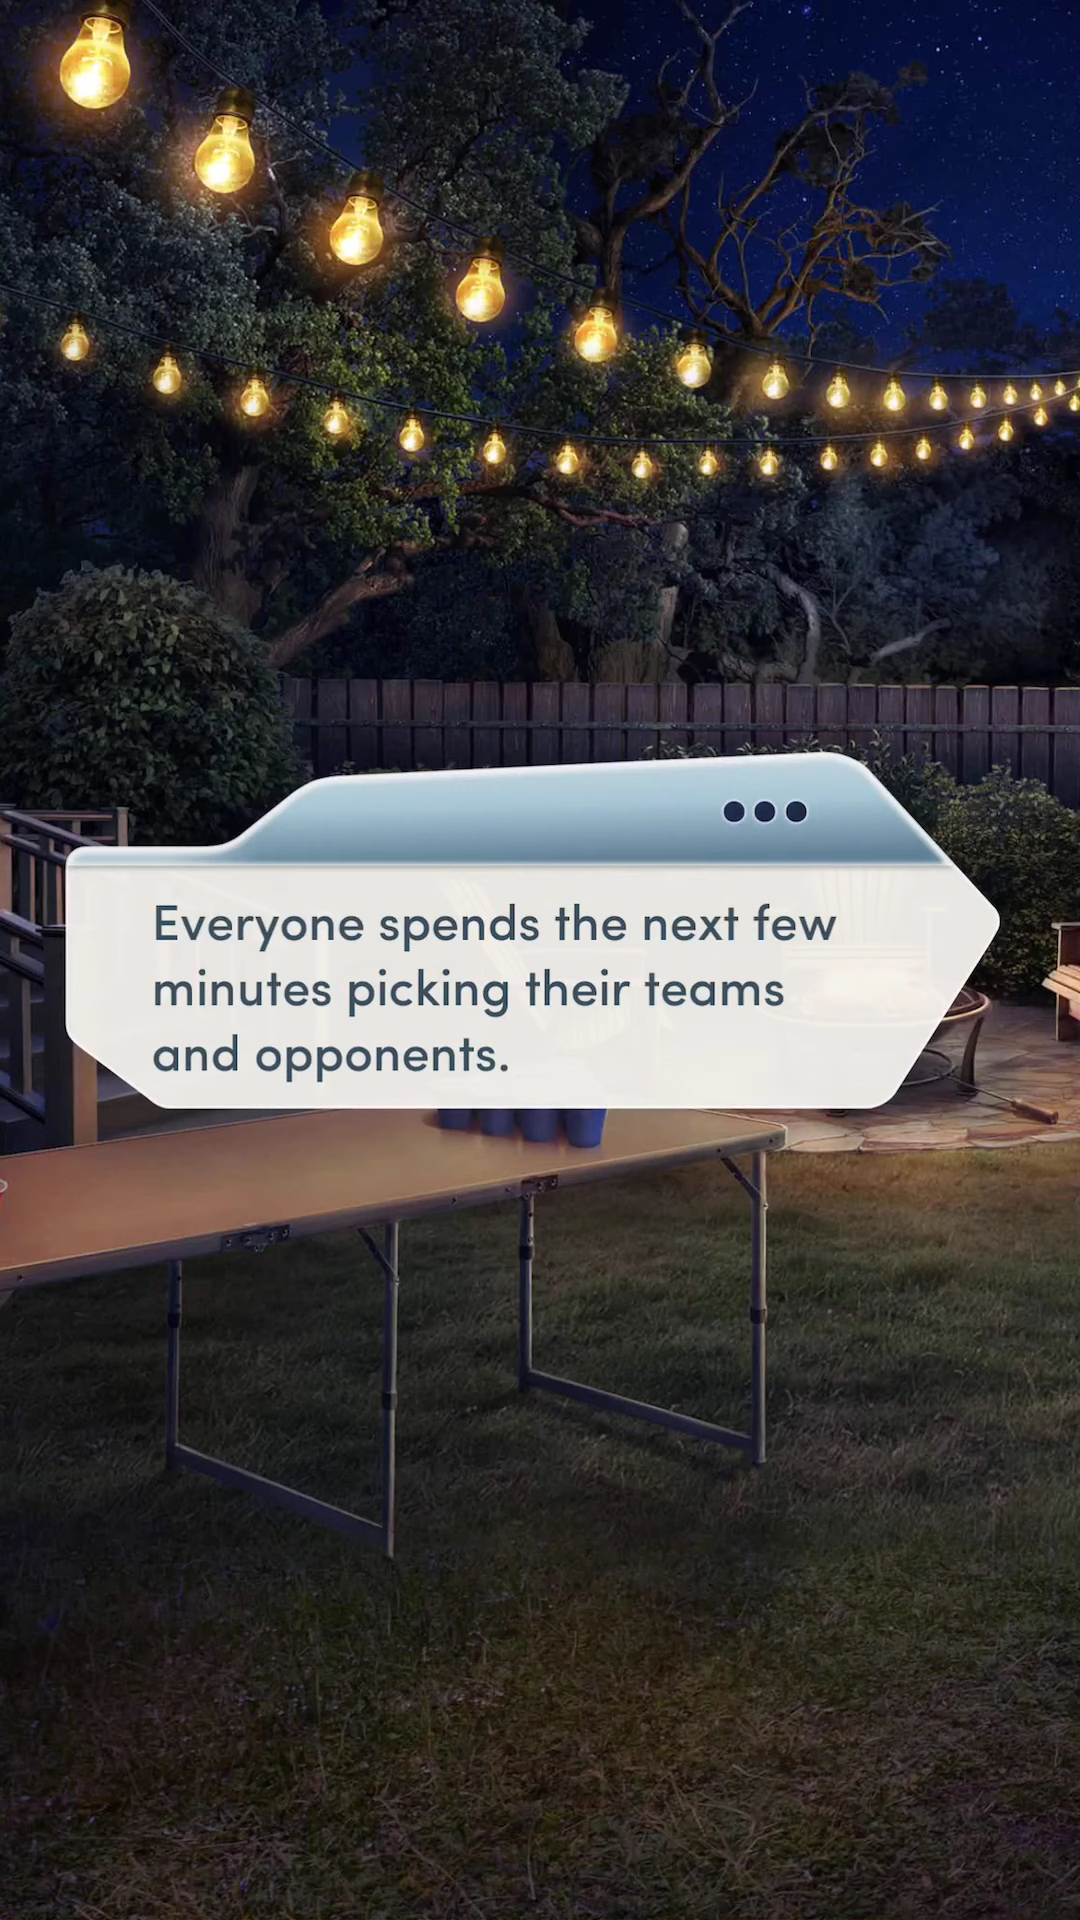 Everyone spends the next few
minutes picking their teams
and opponents.